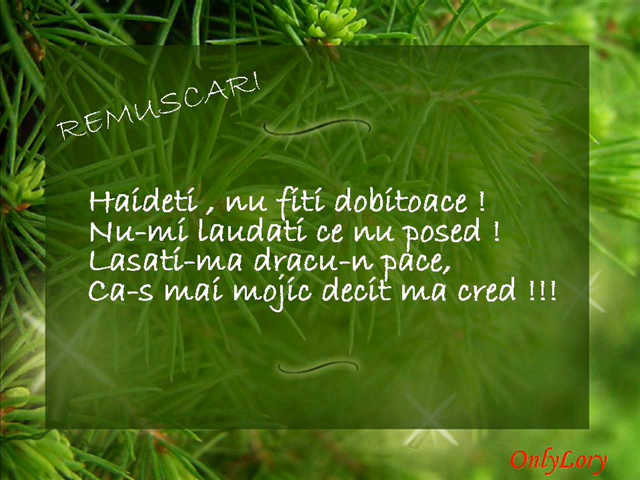 REMUSCARI
Haideti , nu fiti dobitoace !
Nu-mi laudati ce nu posed !
Lasati-ma dracu-n pace,
Ca-s mai mojic decit ma cred !!!
OnlyLory